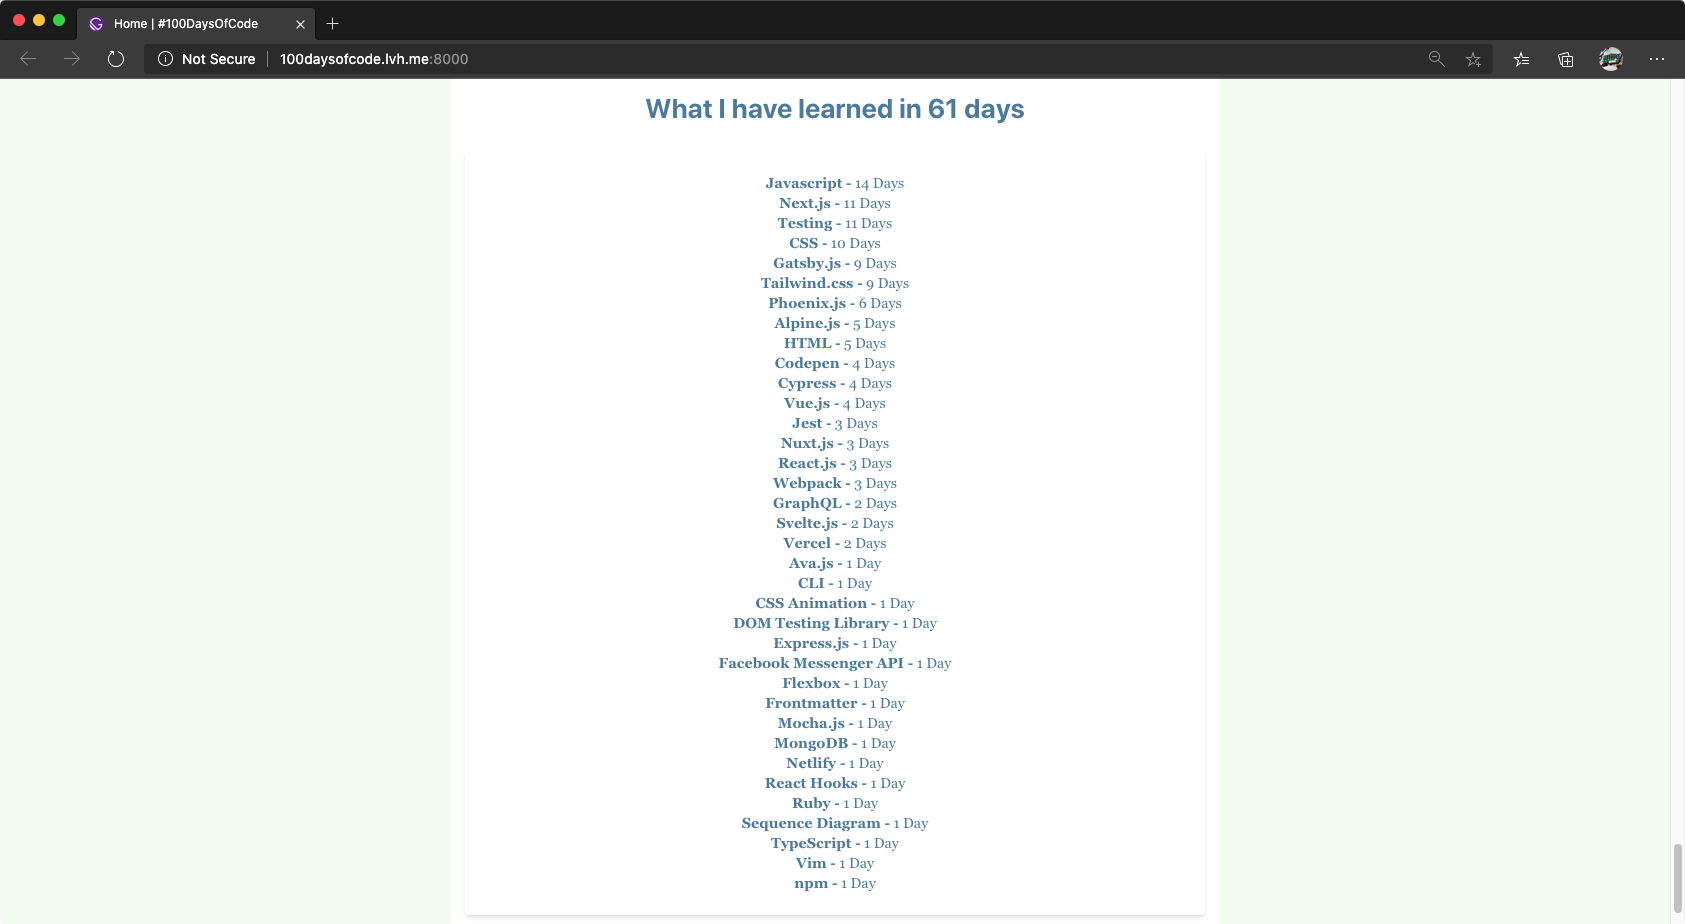 Home | #100DaysOfCode
Not Secure | 100daysofcode.lvh.me:8000
What I have learned in 61 days
Javascript - 14 Days
Next.js - 11 Days
Testing - 11 Days
CSS - 10 Days
Gatsby.js - 9 Days
Tailwind.css - 9 Days
Phoenix.js - 6 Days
Alpine.js - 5 Days
HTML - 5 Days
Codepen - 4 Days
Cypress - 4 Days
Vue.js - 4 Days
Jest - 3 Days
Nuxt.js - 3 Days
React.js - 3 Days
Webpack - 3 Days
GraphQL - 2 Days
Svelte.js - 2 Days
Vercel - 2 Days
Ava.js - 1 Day
CLI - 1 Day
CSS Animation - 1 Day
DOM Testing Library - 1 Day
Express.js - 1 Day
Facebook Messenger API - 1 Day
Flexbox - 1 Day
Frontmatter - 1 Day
Mocha.js - 1 Day
MongoDB - 1 Day
Netlify - 1 Day
React Hooks - 1 Day
Ruby - 1 Day
Sequence Diagram - 1 Day
TypeScript - 1 Day
Vim - 1 Day
npm - 1 Day